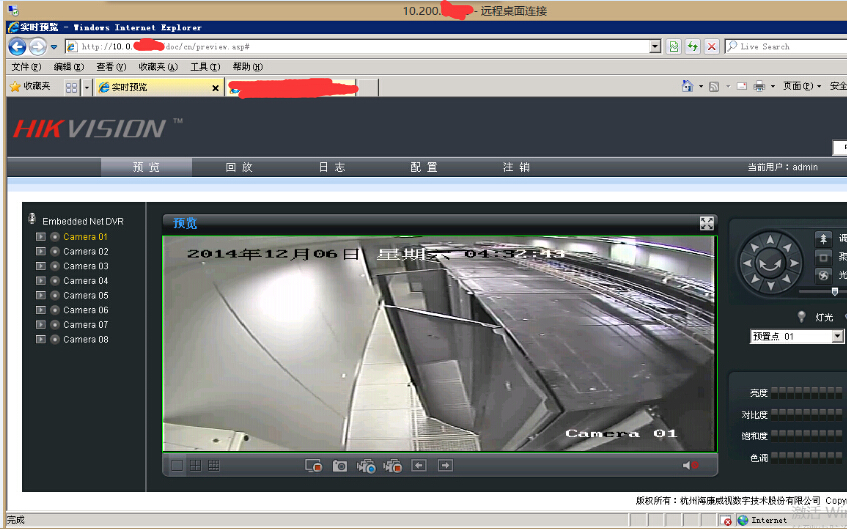 10.200. - 远程桌面连接
实时预览 - Windows Internet Explorer
http://10.0. doc/cn/preview.asp#
Live Search
文件(F) 编辑(E) 查看(V) 收藏夹(A) 工具(T) 帮助(H)
收藏夹 实时预览 页面(P) 安全
HIKVISION™
预览 回放 日志 配置 注销 当前用户：admin
Embedded Net DVR
Camera 01
Camera 02
Camera 03
Camera 04
Camera 05
Camera 06
Camera 07
Camera 08
预览
2014年12月06日 星期六 04:32:43
Camera 01
灯光
预置点 01
亮度
对比度
饱和度
色调
版权所有：杭州海康威视数字技术股份有限公司 Copy
激活 Win
完成 Internet